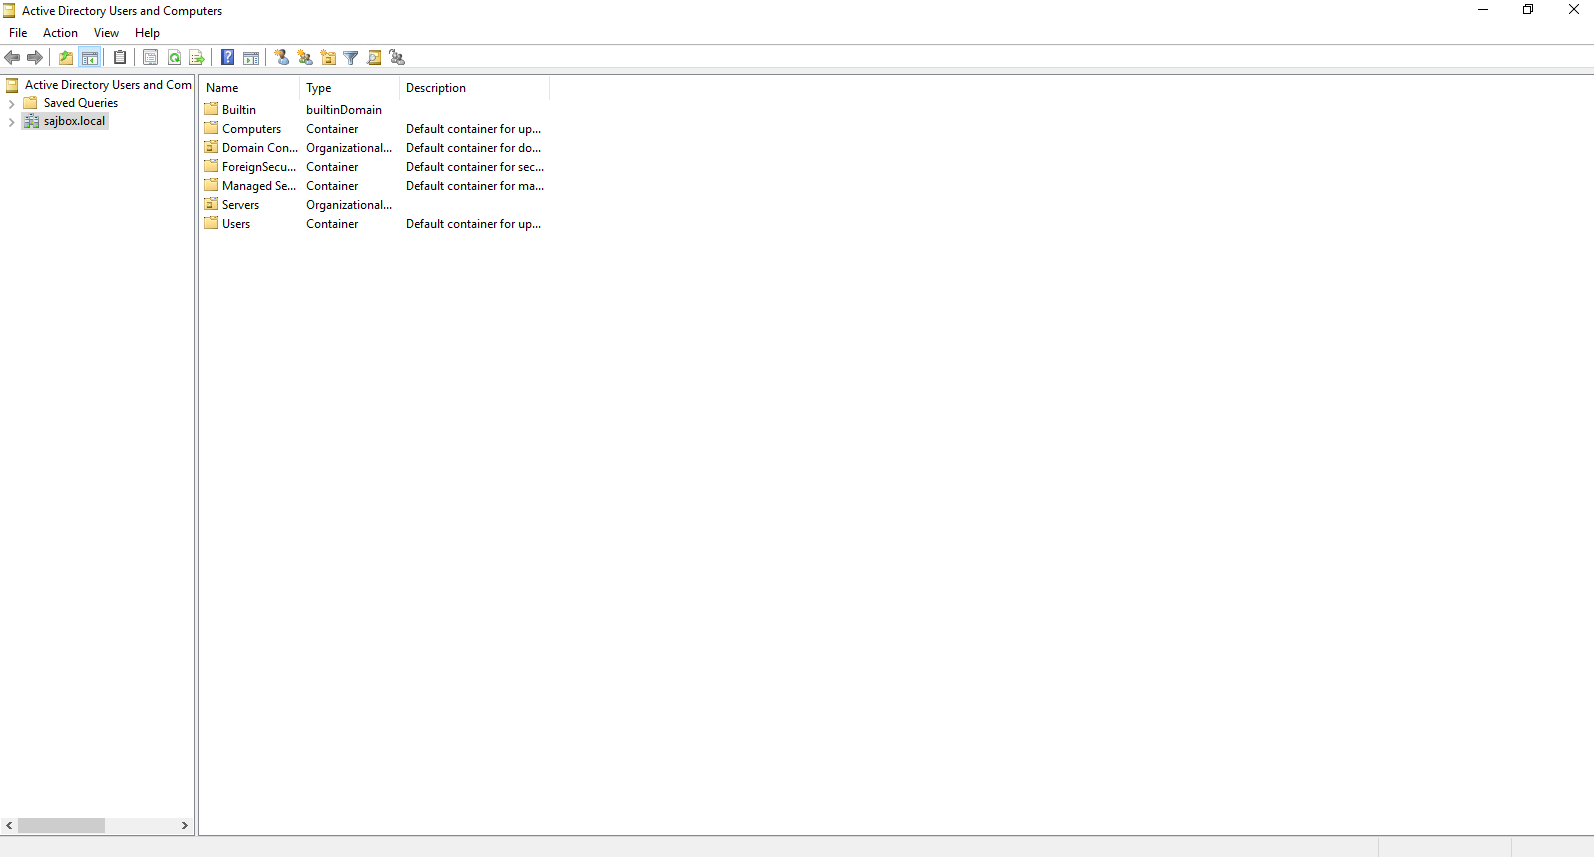 Active Directory Users and Computers
File Action View Help
Active Directory Users and Com
Saved Queries
sajbox.local
Name Type Description
Builtin builtinDomain
Computers Container Default container for up...
Domain Con... Organizational... Default container for do...
ForeignSecu... Container Default container for sec...
Managed Se... Container Default container for ma...
Servers Organizational...
Users Container Default container for up...